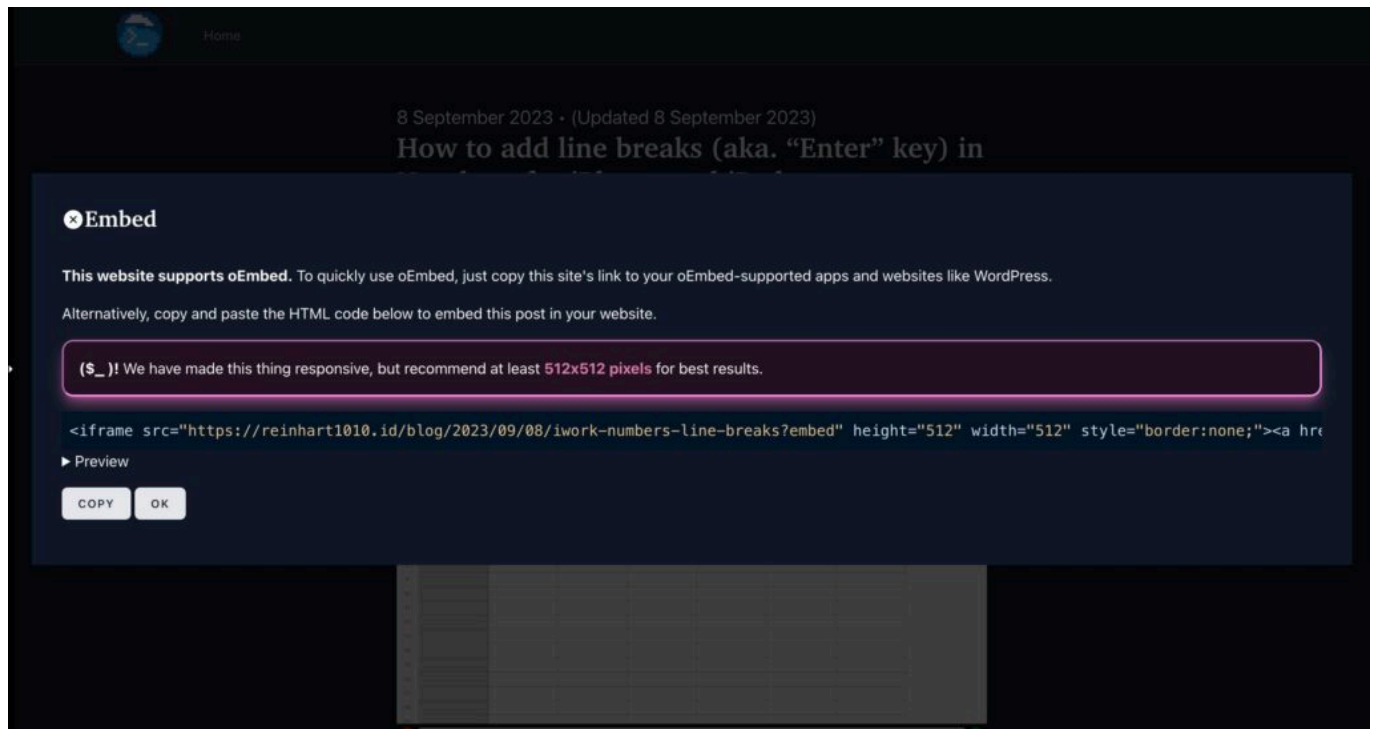 Home
8 September 2023 • (Updated 8 September 2023)
How to add line breaks (aka. “Enter” key) in
Embed
This website supports oEmbed. To quickly use oEmbed, just copy this site's link to your oEmbed-supported apps and websites like WordPress.
Alternatively, copy and paste the HTML code below to embed this post in your website.
($_ )! We have made this thing responsive, but recommend at least 512x512 pixels for best results.
<iframe src="https://reinhart1010.id/blog/2023/09/08/iwork-numbers-line-breaks?embed" height="512" width="512" style="border:none;"><a hre
Preview
COPY OK